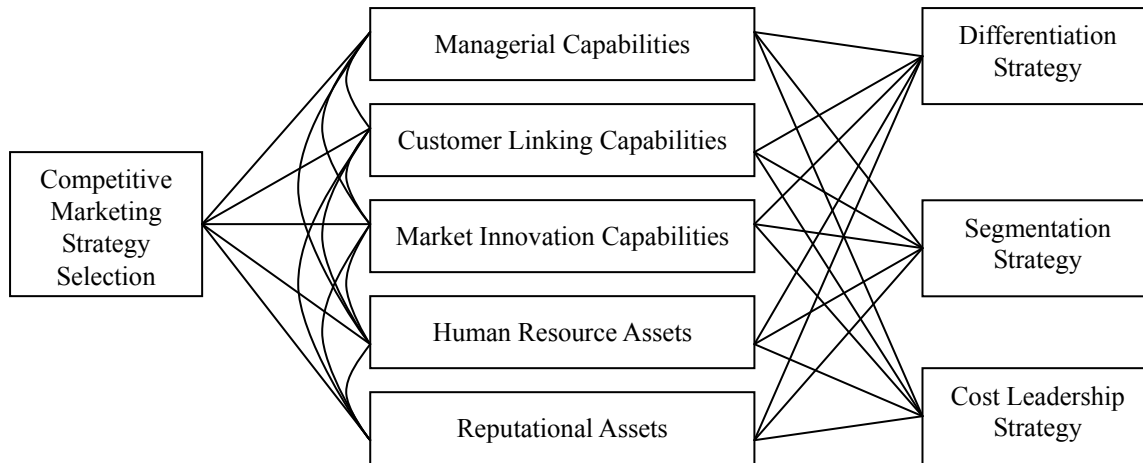 Competitive
Marketing
Strategy
Selection
Managerial Capabilities
Customer Linking Capabilities
Market Innovation Capabilities
Human Resource Assets
Reputational Assets
Differentiation
Strategy
Segmentation
Strategy
Cost Leadership
Strategy